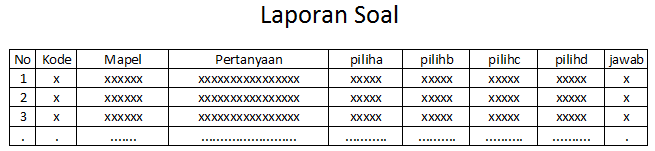 Laporan Soal
No Kode Mapel Pertanyaan piliha pilihb pilihc pilihd jawab
1 x xxxxxx xxxxxxxxxxxxxxxx xxxxx xxxxx xxxxx xxxxx x
2 x xxxxxx xxxxxxxxxxxxxxxx xxxxx xxxxx xxxxx xxxxx x
3 x xxxxxx xxxxxxxxxxxxxxxx xxxxx xxxxx xxxxx xxxxx x
. . ....... ......................... ........... .......... .......... .......... .